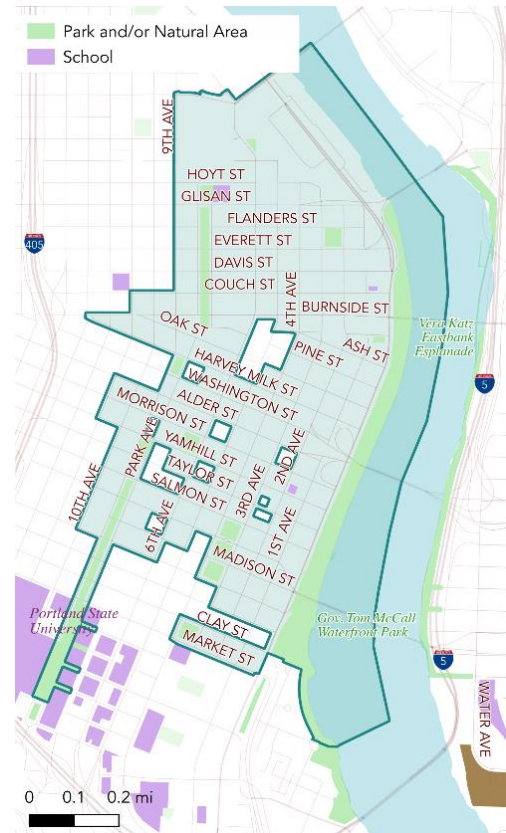 Park and/or Natural Area
School
9TH AVE
HOYT ST
GLISAN ST
FLANDERS ST
EVERETT ST
DAVIS ST
COUCH ST
4TH AVE
BURNSIDE ST
405
OAK ST
PINE ST
ASH ST
Vera Katz
Eastbank
Esplanade
HARVEY MILK ST
WASHINGTON ST
5
ALDER ST
MORRISON ST
PARK AVE
YAMHILL ST
TAYLOR ST
SALMON ST
2ND AVE
3RD AVE
10TH AVE
6TH AVE
1ST AVE
MADISON ST
Portland State
University
CLAY ST
MARKET ST
Gov. Tom McCall
Waterfront Park
5
WATER AVE
0 0.1 0.2 mi